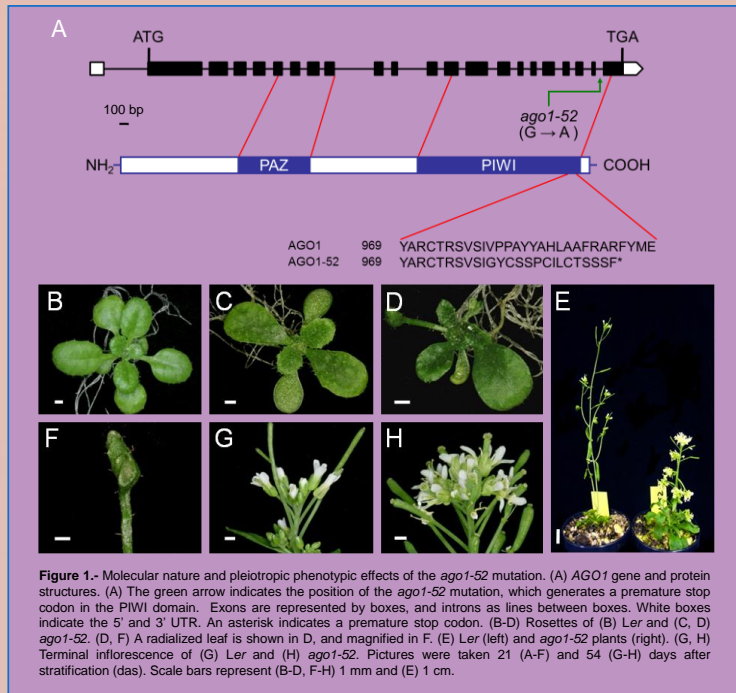 A
ATG
TGA
100 bp
ago1-52
(G → A )
NH2
PAZ
PIWI
COOH
AGO1 969 YARCTRSVSIVPPAYYAHLAAFRARFYME
AGO1-52 969 YARCTRSVSIGYCSSPCILCTSSSF*
B
C
D
E
F
G
H
Figure 1.- Molecular nature and pleiotropic phenotypic effects of the ago1-52 mutation. (A) AGO1 gene and protein
structures. (A) The green arrow indicates the position of the ago1-52 mutation, which generates a premature stop
codon in the PIWI domain. Exons are represented by boxes, and introns as lines between boxes. White boxes
indicate the 5' and 3' UTR. An asterisk indicates a premature stop codon. (B-D) Rosettes of (B) Ler and (C, D)
ago1-52. (D, F) A radialized leaf is shown in D, and magnified in F. (E) Ler (left) and ago1-52 plants (right). (G, H)
Terminal inflorescence of (G) Ler and (H) ago1-52. Pictures were taken 21 (A-F) and 54 (G-H) days after
stratification (das). Scale bars represent (B-D, F-H) 1 mm and (E) 1 cm.